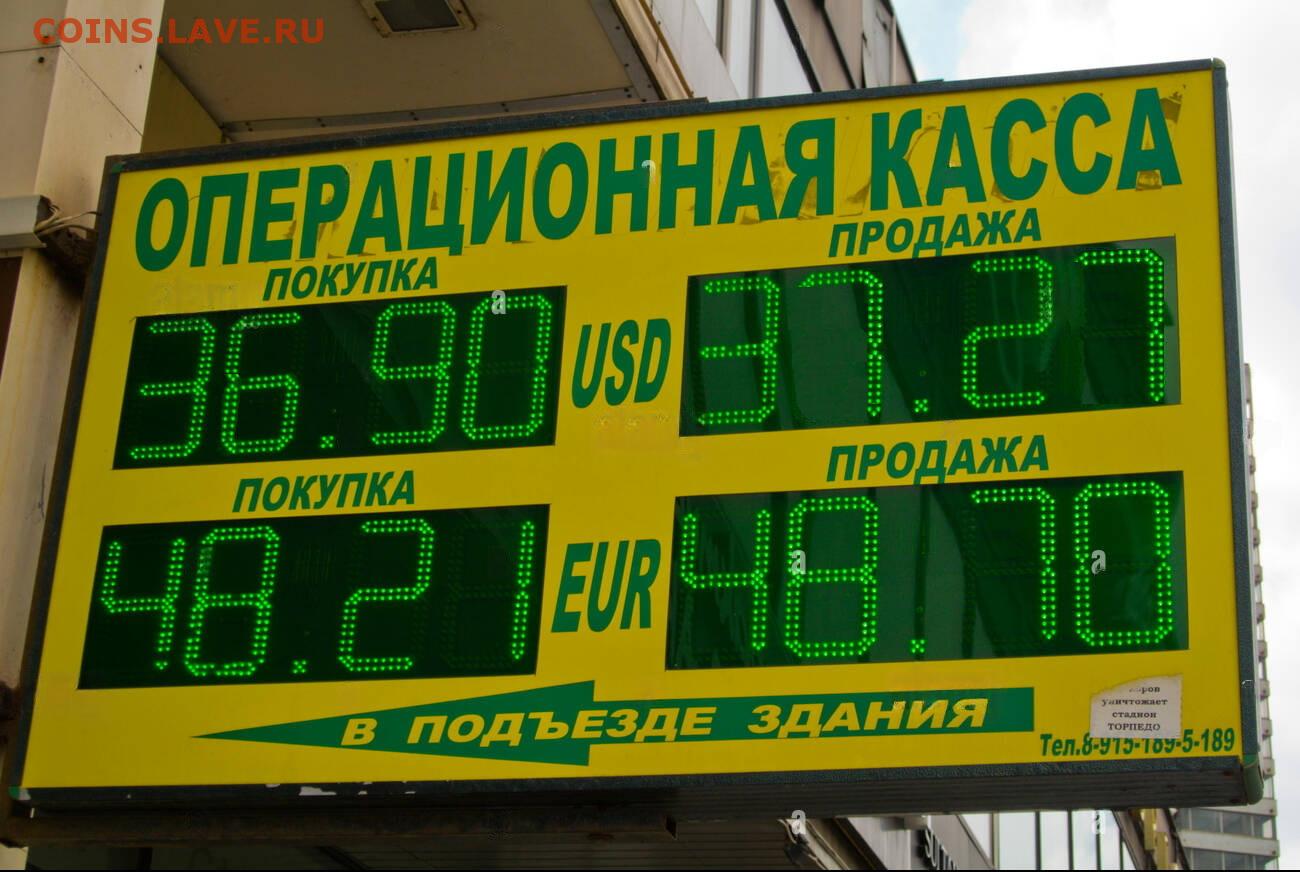 COINS.LAVE.RU
ОПЕРАЦИОННАЯ КАССА
ПОКУПКА ПРОДАЖА
36.90 USD 37.27
ПОКУПКА ПРОДАЖА
48.21 EUR 48.70
В ПОДЪЕЗДЕ ЗДАНИЯ
уничтожает
стадион
ТОРПЕДО
Тел.8-915-189-5-189